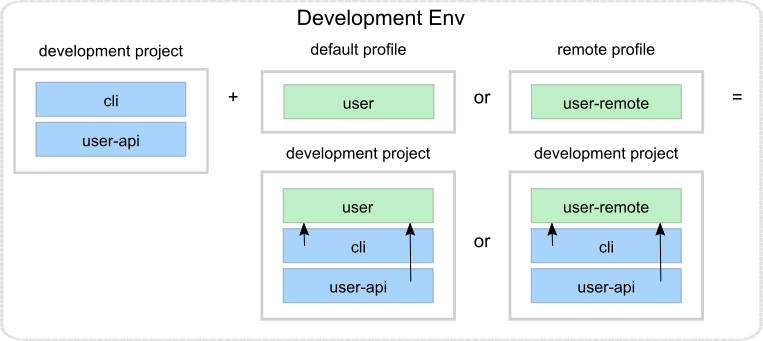 Development Env
development project
default profile
remote profile
cli
user-api
+
user
or
user-remote
=
development project
development project
user
cli
user-api
or
user-remote
cli
user-api